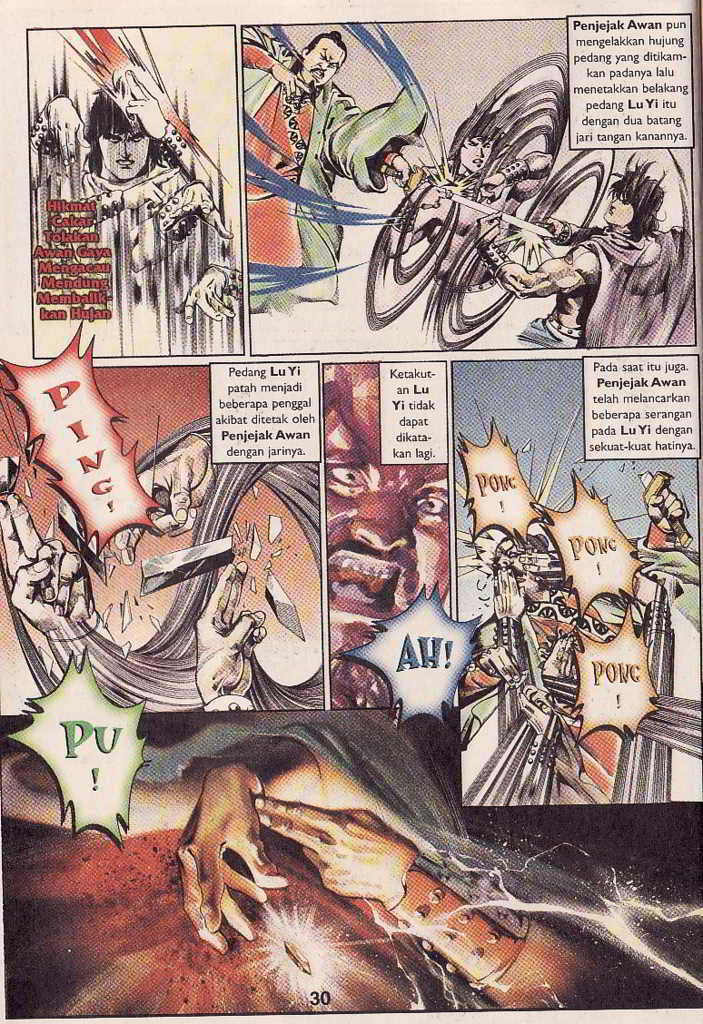 Hikmat
Cakar
Tolakan
Awan Gaya
Mengacau
Mendung
Membalik-
kan Hujan
Penjejak Awan pun
mengelakkan hujung
pedang yang ditikam-
kan padanya lalu
menetakkan belakang
pedang Lu Yi itu
dengan dua batang
jari tangan kanannya.
PING!
Pedang Lu Yi
patah menjadi
beberapa penggal
akibat ditetak oleh
Penjejak Awan
dengan jarinya.
Ketakut-
an Lu
Yi tidak
dapat
dikata-
kan lagi.
AH!
Pada saat itu juga.
Penjejak Awan
telah melancarkan
beberapa serangan
pada Lu Yi dengan
sekuat-kuat hatinya.
PONG
!
PONG
!
PONG
!
PU
!
30